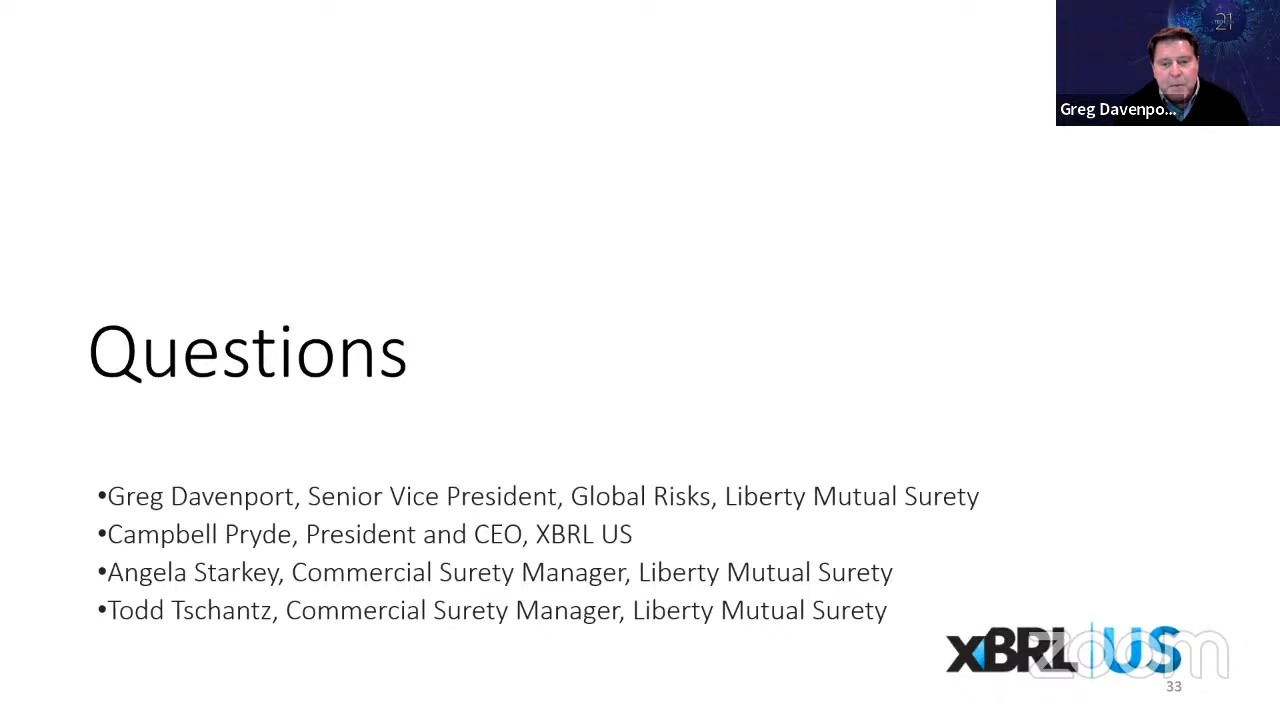 21
Greg Davenpo...
Questions
•Greg Davenport, Senior Vice President, Global Risks, Liberty Mutual Surety
•Campbell Pryde, President and CEO, XBRL US
•Angela Starkey, Commercial Surety Manager, Liberty Mutual Surety
•Todd Tschantz, Commercial Surety Manager, Liberty Mutual Surety
XBRL US
zoom
33